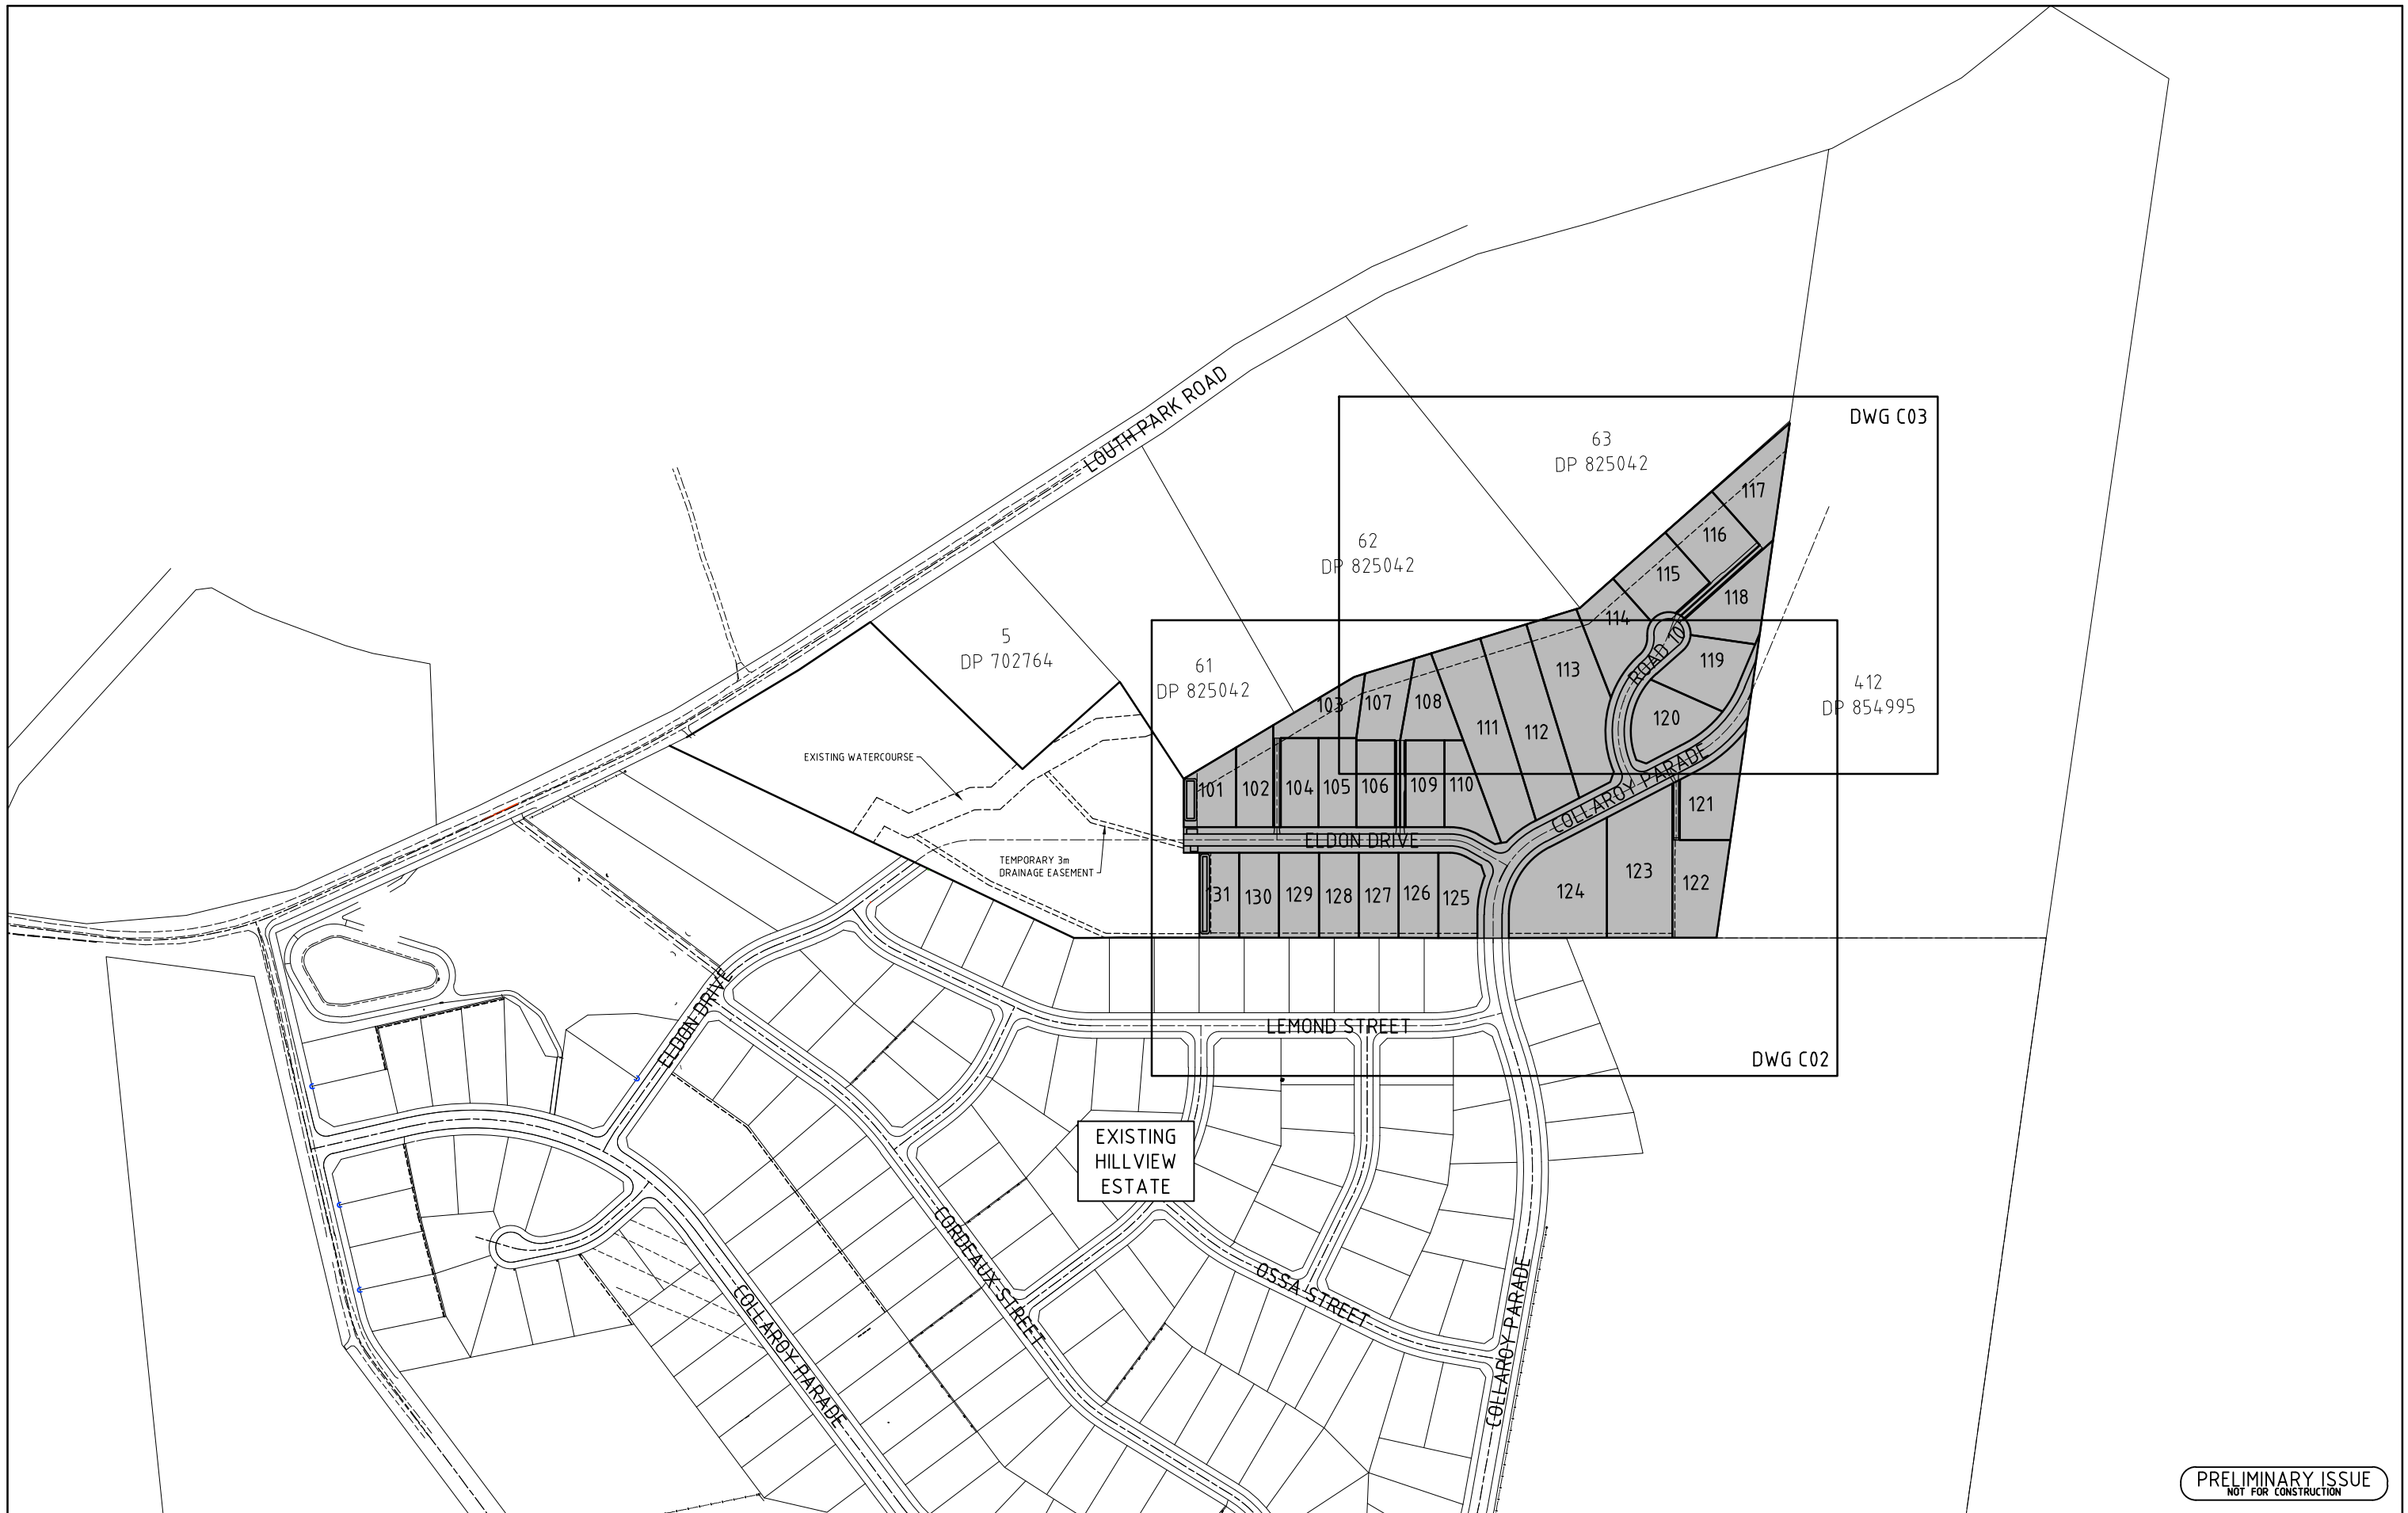 LOUTH PARK ROAD
DWG C03
63
DP 825042
117
116
115
118
114
62
DP 825042
ROAD 101
119
5
DP 702764
61
DP 825042
412
DP 854995
103
107
108
113
120
111
112
EXISTING WATERCOURSE
101
102
104
105
106
109
110
COLLAROY PARADE
121
ELDON DRIVE
TEMPORARY 3m
DRAINAGE EASEMENT
131
130
129
128
127
126
125
124
123
122
ELDON DRIVE
LEMOND STREET
DWG C02
EXISTING
HILLVIEW
ESTATE
CORDEAUX STREET
OSSA STREET
COLLAROY PARADE
COLLAROY PARADE
PRELIMINARY ISSUE
NOT FOR CONSTRUCTION